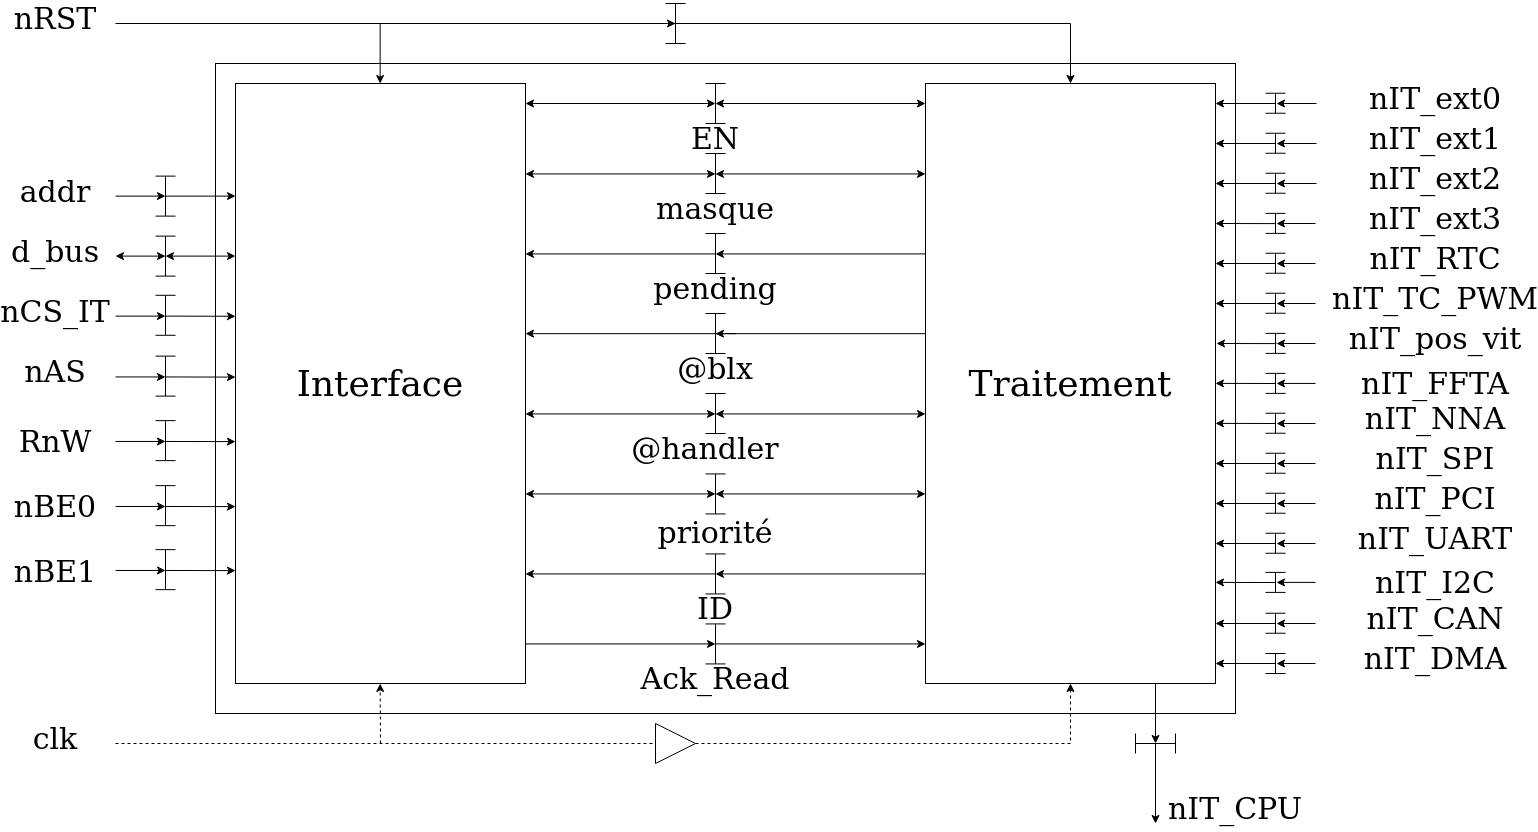 nRST
addr
d_bus
nCS_IT
nAS
RnW
nBE0
nBE1
clk
Interface
EN
masque
pending
@blx
@handler
priorité
ID
Ack_Read
Traitement
nIT_ext0
nIT_ext1
nIT_ext2
nIT_ext3
nIT_RTC
nIT_TC_PWM
nIT_pos_vit
nIT_FFTA
nIT_NNA
nIT_SPI
nIT_PCI
nIT_UART
nIT_I2C
nIT_CAN
nIT_DMA
nIT_CPU